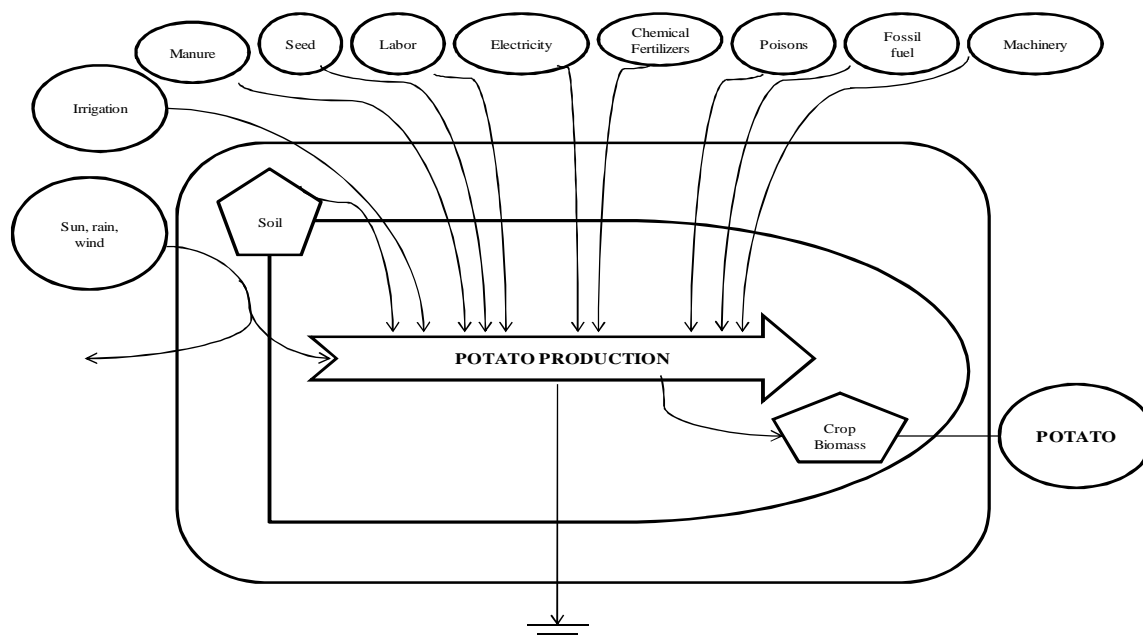 Manure
Seed
Labor
Electricity
Chemical
Fertilizers
Poisons
Fossil
fuel
Machinery
Irrigation
Sun, rain,
wind
Soil
POTATO PRODUCTION
Crop
Biomass
POTATO